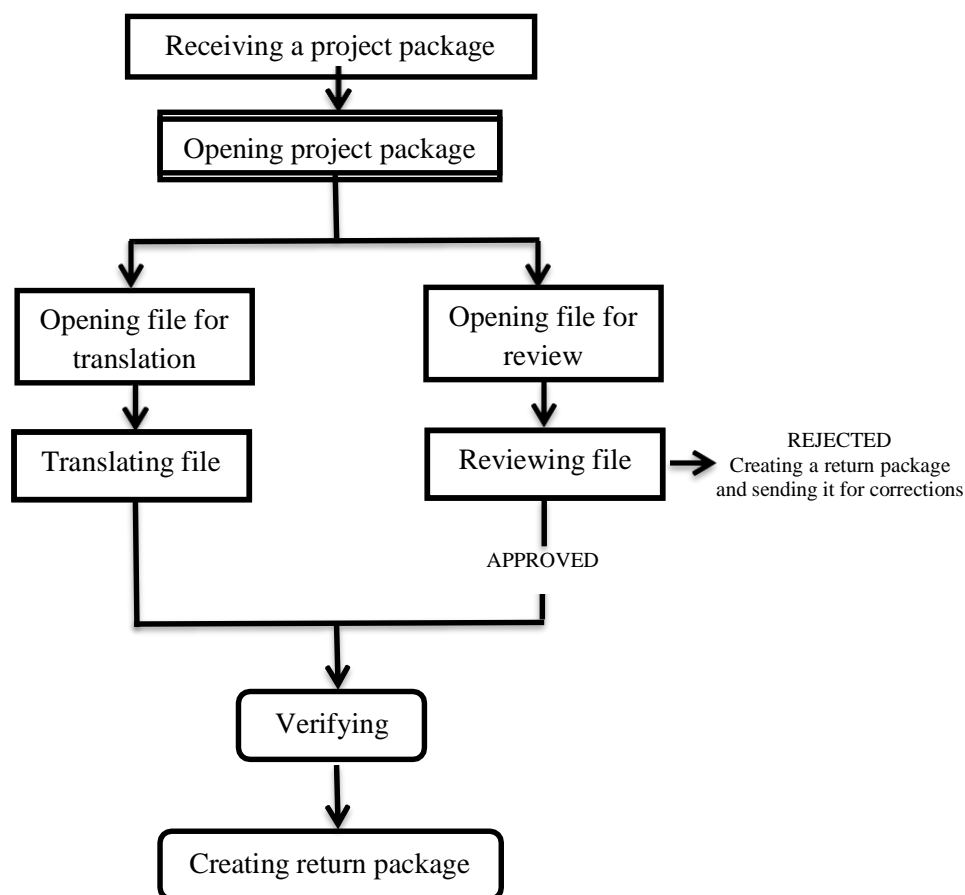 Receiving a project package
Opening project package
Opening file for
translation
Opening file for
review
Translating file
Reviewing file
REJECTED
Creating a return package
and sending it for corrections
APPROVED
Verifying
Creating return package